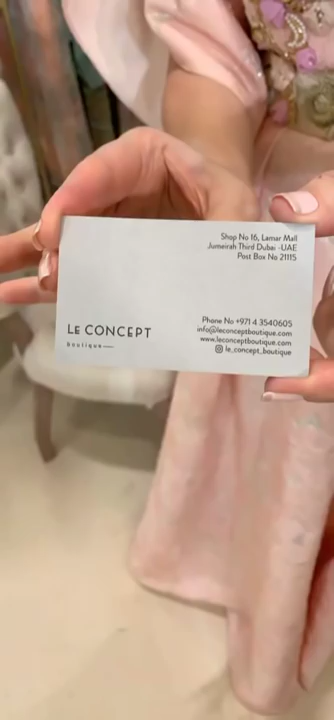 Shop No 16, Lamar Mall
Jumeirah Third Dubai -UAE
Post Box No 21115
LE CONCEPT
boutique
Phone No +971 4 3540605
info@leconceptboutique.com
www.leconceptboutique.com
le_concept_boutique